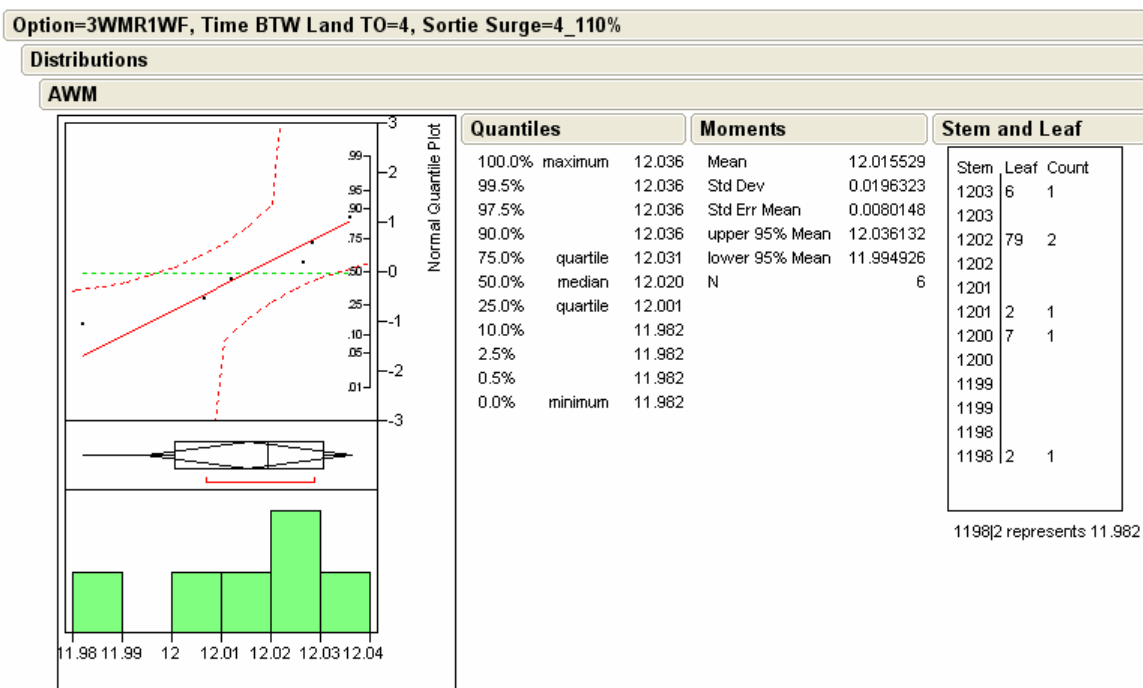 Option=3WMR1WF, Time BTW Land TO=4, Sortie Surge=4_110%
Distributions
AWM
3
2
1
0
-1
-2
-3
.99
.95
.90
.75
.50
.25
.10
.05
.01
Normal Quantile Plot
11.98 11.99 12 12.01 12.02 12.03 12.04
Quantiles
100.0% maximum 12.036
99.5% 12.036
97.5% 12.036
90.0% 12.036
75.0% quartile 12.031
50.0% median 12.020
25.0% quartile 12.001
10.0% 11.982
2.5% 11.982
0.5% 11.982
0.0% minimum 11.982
Moments
Mean 12.015529
Std Dev 0.0196323
Std Err Mean 0.0080148
upper 95% Mean 12.036132
lower 95% Mean 11.994926
N 6
Stem and Leaf
Stem Leaf Count
1203 6 1
1203
1202 79 2
1202
1201
1201 2 1
1200 7 1
1200
1199
1199
1198
1198 2 1
1198|2 represents 11.982